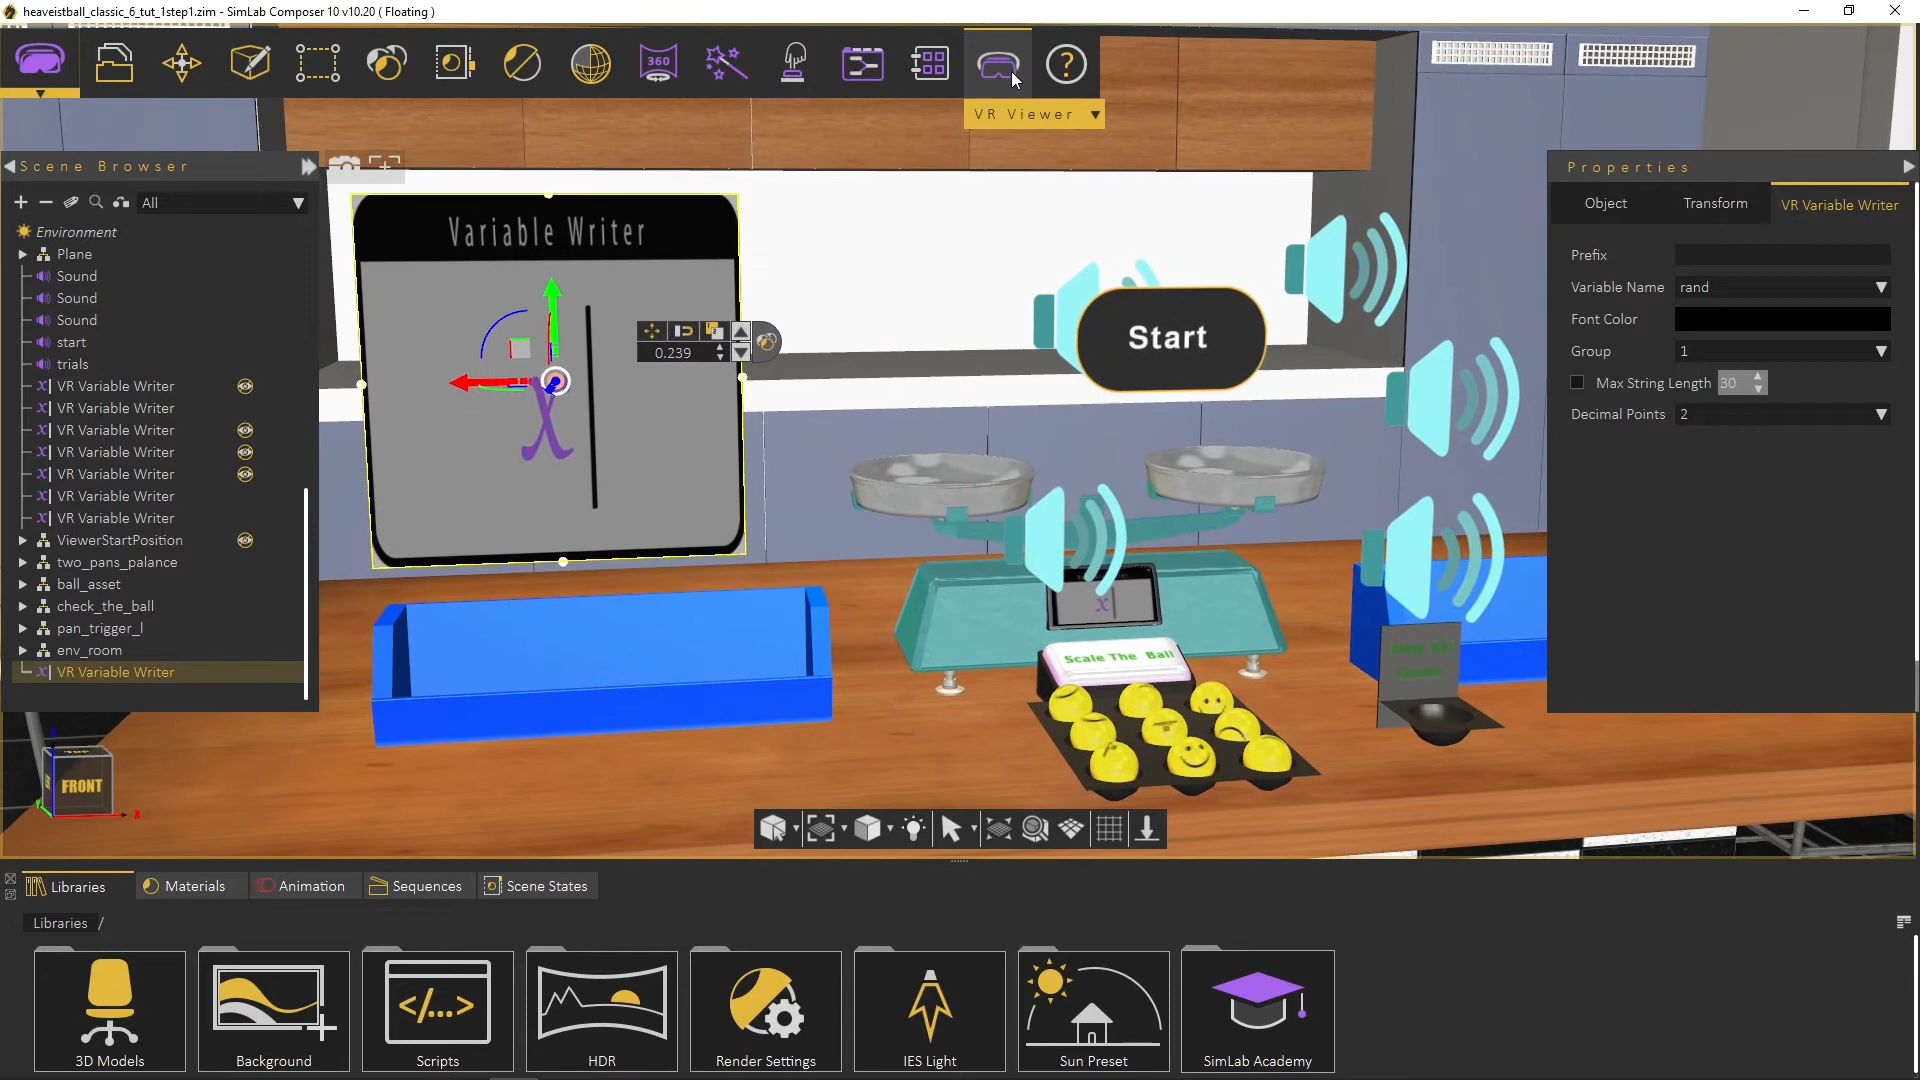 heaveistball_classic_6_tut_1step1.zim - SimLab Composer 10 v10.20 ( Floating )
360
VR Viewer
Scene Browser
All
Environment
Plane
Sound
Sound
Sound
start
trials
VR Variable Writer
VR Variable Writer
VR Variable Writer
VR Variable Writer
VR Variable Writer
VR Variable Writer
VR Variable Writer
ViewerStartPosition
two_pans_palance
ball_asset
check_the_ball
pan_trigger_l
env_room
VR Variable Writer
Variable Writer
X
0.239
Start
X
Scale The Ball
FRONT
Properties
Object Transform VR Variable Writer
Prefix
Variable Name rand
Font Color
Group 1
Max String Length 30
Decimal Points 2
Libraries Materials Animation Sequences Scene States
Libraries /
</...>
3D Models Background Scripts HDR Render Settings IES Light Sun Preset SimLab Academy